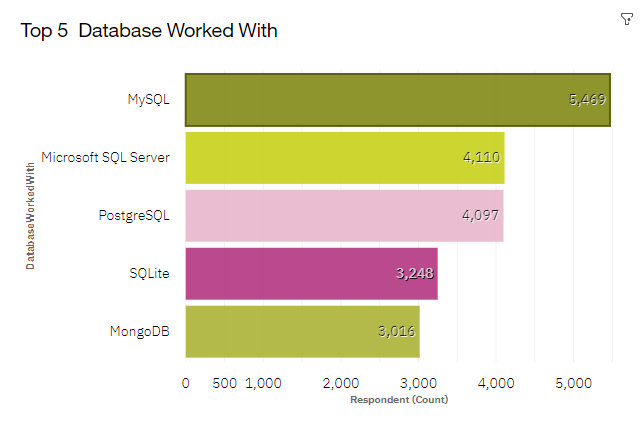 Top 5 Database Worked With
DatabaseWorkedWith
MySQL 5,469
Microsoft SQL Server 4,110
PostgreSQL 4,097
SQLite 3,248
MongoDB 3,016
0 500 1,000 2,000 3,000 4,000 5,000
Respondent (Count)